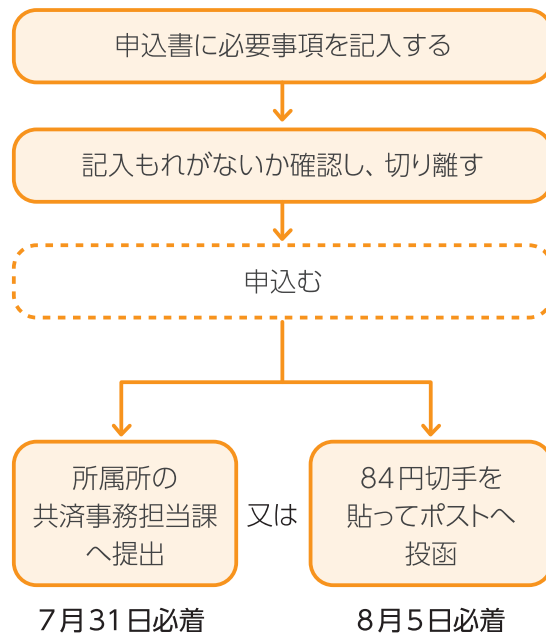 申込書に必要事項を記入する
記入もれがないか確認し、切り離す
申込む
所属所の
共済事務担当課
へ提出
又は
84円切手を
貼ってポストへ
投函
7月31日必着
8月5日必着